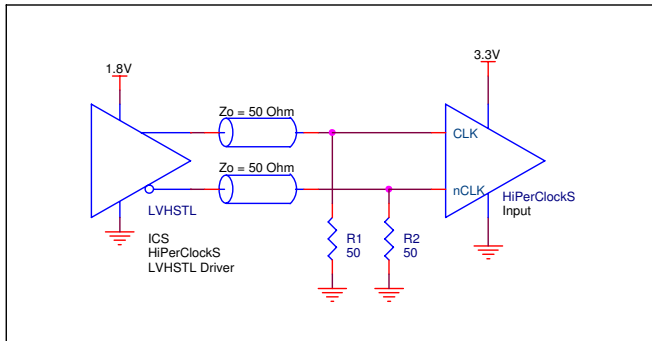 1.8V
3.3V
Zo = 50 Ohm
CLK
Zo = 50 Ohm
nCLK
LVHSTL
HiPerClockS
Input
ICS
HiPerClockS
LVHSTL Driver
R1
50
R2
50